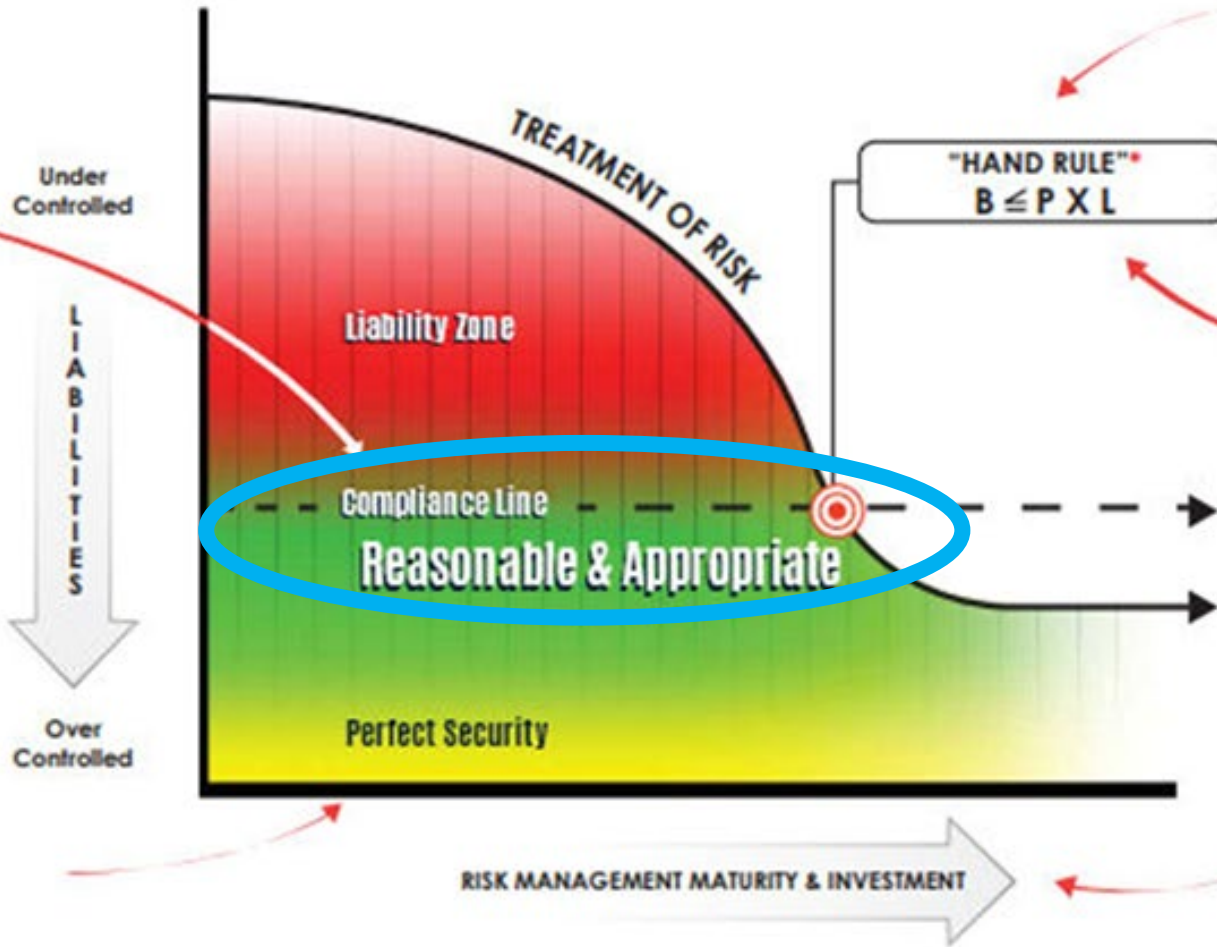 TREATMENT OF RISK
Under
Controlled
"HAND RULE"*
B ≦ P X L
LIABILITIES
Liability Zone
Compliance Line
Reasonable & Appropriate
Perfect Security
Over
Controlled
RISK MANAGEMENT MATURITY & INVESTMENT